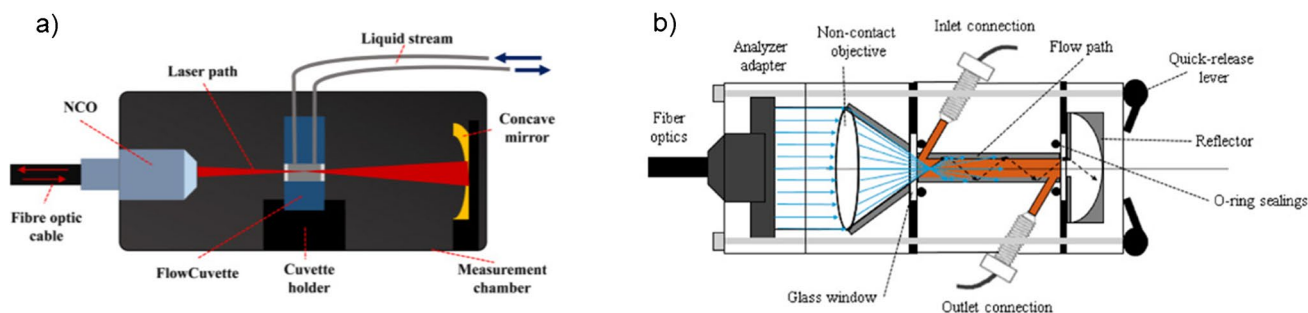 a)
Liquid stream
Laser path
NCO
Concave
mirror
Fibre optic
cable
FlowCuvette
Cuvette
holder
Measurement
chamber
b)
Inlet connection
Non-contact
objective
Flow path
Analyzer
adapter
Quick-release
lever
Fiber
optics
Reflector
O-ring sealings
Glass window
Outlet connection